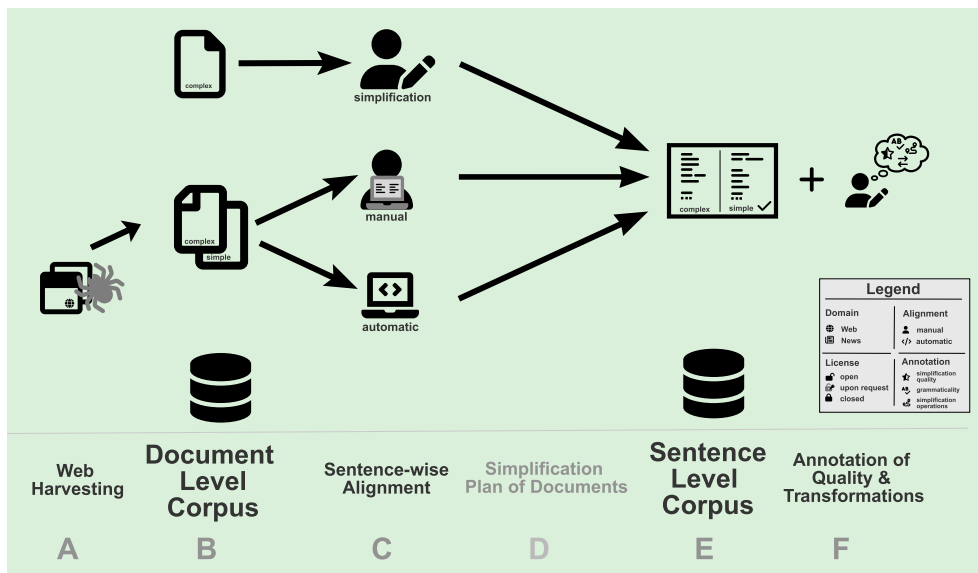 complex
simplification
manual
complex
simple
automatic
complex
simple
AB
Legend
Domain
Web
News
Alignment
manual
automatic
License
open
upon request
closed
Annotation
simplification
quality
AB
grammaticality
simplification
operations
Web
Harvesting
Document
Level
Corpus
Sentence-wise
Alignment
Simplification
Plan of Documents
Sentence
Level
Corpus
Annotation of
Quality &
Transformations
A
B
C
D
E
F